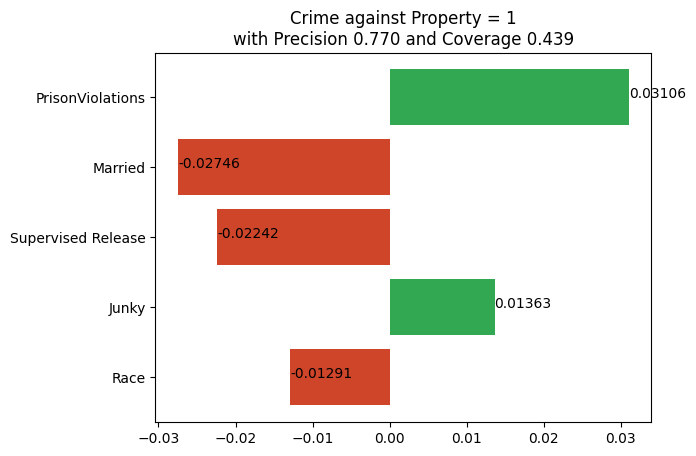 Crime against Property = 1
with Precision 0.770 and Coverage 0.439
PrisonViolations
0.03106
Married
-0.02746
Supervised Release
-0.02242
Junky
0.01363
Race
-0.01291
−0.03 −0.02 −0.01 0.00 0.01 0.02 0.03